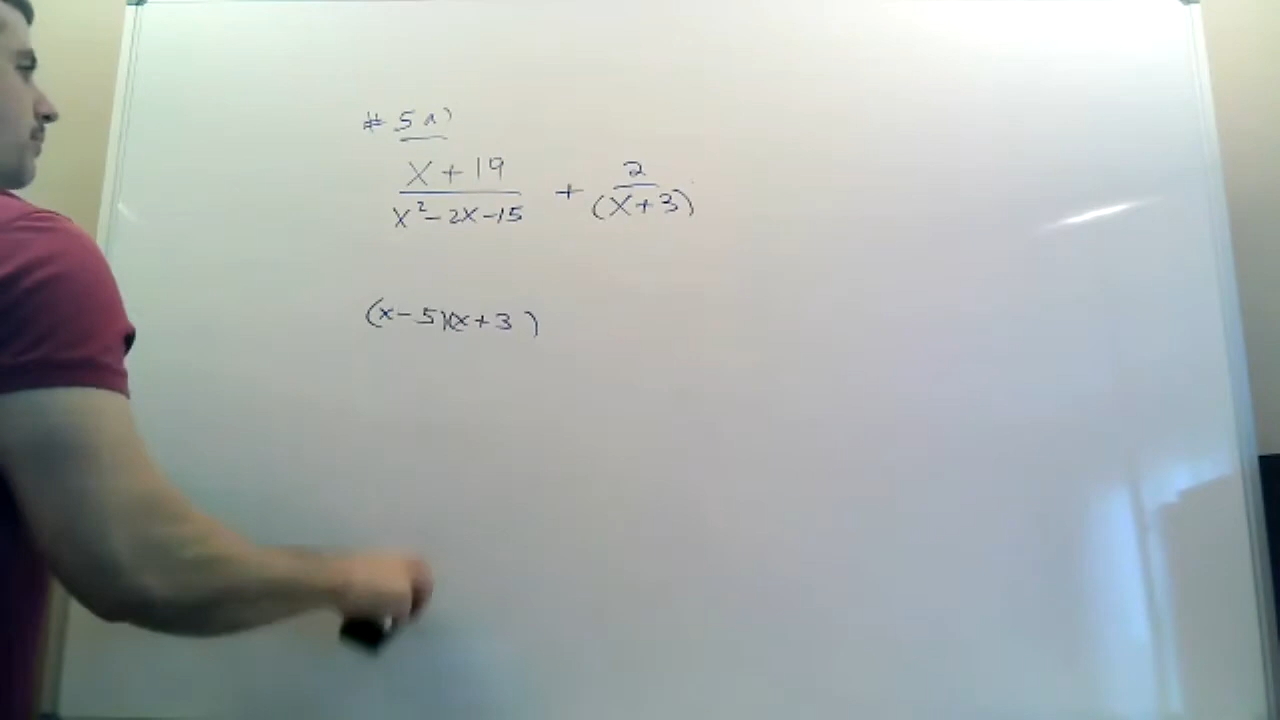 # 5a)
x + 19 / x² - 2x - 15 + 2 / (x + 3)
(x - 5)(x + 3)